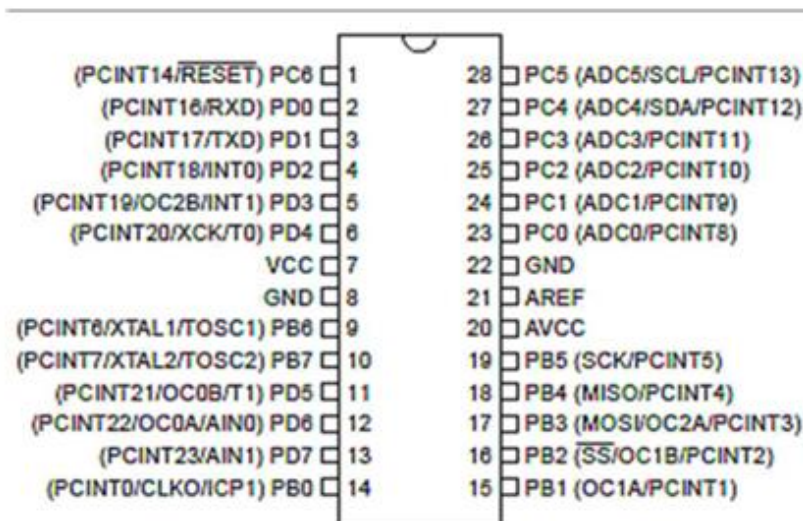 (PCINT14/RESET) PC6 1 28 PC5 (ADC5/SCL/PCINT13)
(PCINT16/RXD) PD0 2 27 PC4 (ADC4/SDA/PCINT12)
(PCINT17/TXD) PD1 3 26 PC3 (ADC3/PCINT11)
(PCINT18/INT0) PD2 4 25 PC2 (ADC2/PCINT10)
(PCINT19/OC2B/INT1) PD3 5 24 PC1 (ADC1/PCINT9)
(PCINT20/XCK/T0) PD4 6 23 PC0 (ADC0/PCINT8)
VCC 7 22 GND
GND 8 21 AREF
(PCINT6/XTAL1/TOSC1) PB6 9 20 AVCC
(PCINT7/XTAL2/TOSC2) PB7 10 19 PB5 (SCK/PCINT5)
(PCINT21/OC0B/T1) PD5 11 18 PB4 (MISO/PCINT4)
(PCINT22/OC0A/AIN0) PD6 12 17 PB3 (MOSI/OC2A/PCINT3)
(PCINT23/AIN1) PD7 13 16 PB2 (SS/OC1B/PCINT2)
(PCINT0/CLKO/ICP1) PB0 14 15 PB1 (OC1A/PCINT1)